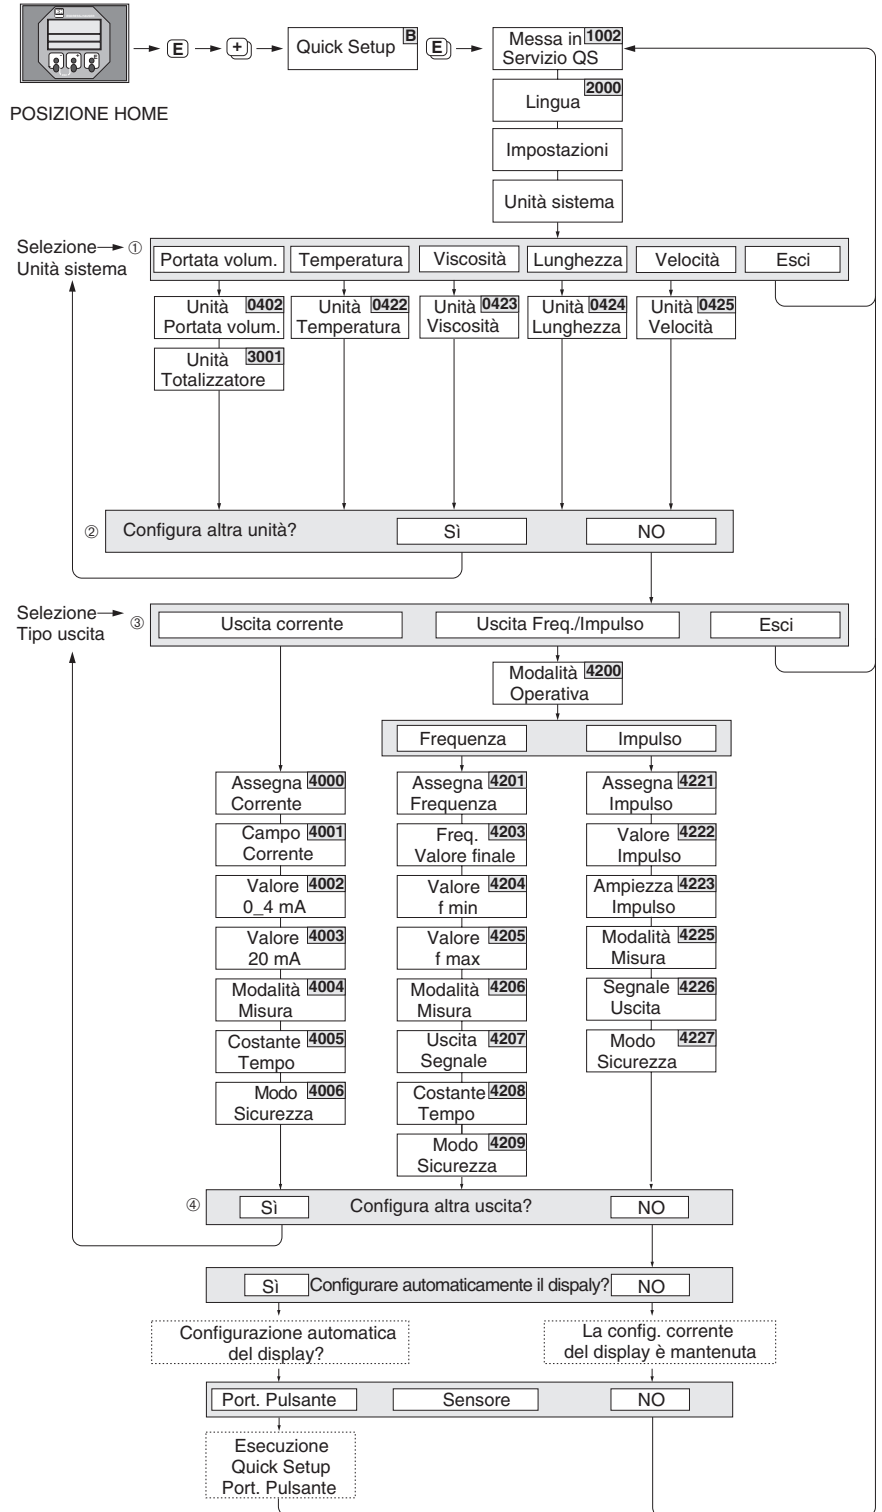 E
+
Quick Setup B
E
Messa in 1002
Servizio QS
POSIZIONE HOME
Lingua 2000
Impostazioni
Unità sistema
Selezione
Unità sistema
①
Portata volum.
Temperatura
Viscosità
Lunghezza
Velocità
Esci
Unità 0402
Portata volum.
Unità 0422
Temperatura
Unità 0423
Viscosità
Unità 0424
Lunghezza
Unità 0425
Velocità
Unità 3001
Totalizzatore
② Configura altra unità?
Sì
NO
Selezione
Tipo uscita
③
Uscita corrente
Uscita Freq./Impulso
Esci
Modalità 4200
Operativa
Frequenza
Impulso
Assegna 4000
Corrente
Campo 4001
Corrente
Valore 4002
0_4 mA
Valore 4003
20 mA
Modalità 4004
Misura
Costante 4005
Tempo
Modo 4006
Sicurezza
Assegna 4201
Frequenza
Freq. 4203
Valore finale
Valore 4204
f min
Valore 4205
f max
Modalità 4206
Misura
Uscita 4207
Segnale
Costante 4208
Tempo
Modo 4209
Sicurezza
Assegna 4221
Impulso
Valore 4222
Impulso
Ampiezza 4223
Impulso
Modalità 4225
Misura
Segnale 4226
Uscita
Modo 4227
Sicurezza
④
Sì
Configura altra uscita?
NO
Sì
Configurare automaticamente il dispaly?
NO
Configurazione automatica
del display?
La config. corrente
del display è mantenuta
Port. Pulsante
Sensore
NO
Esecuzione
Quick Setup
Port. Pulsante